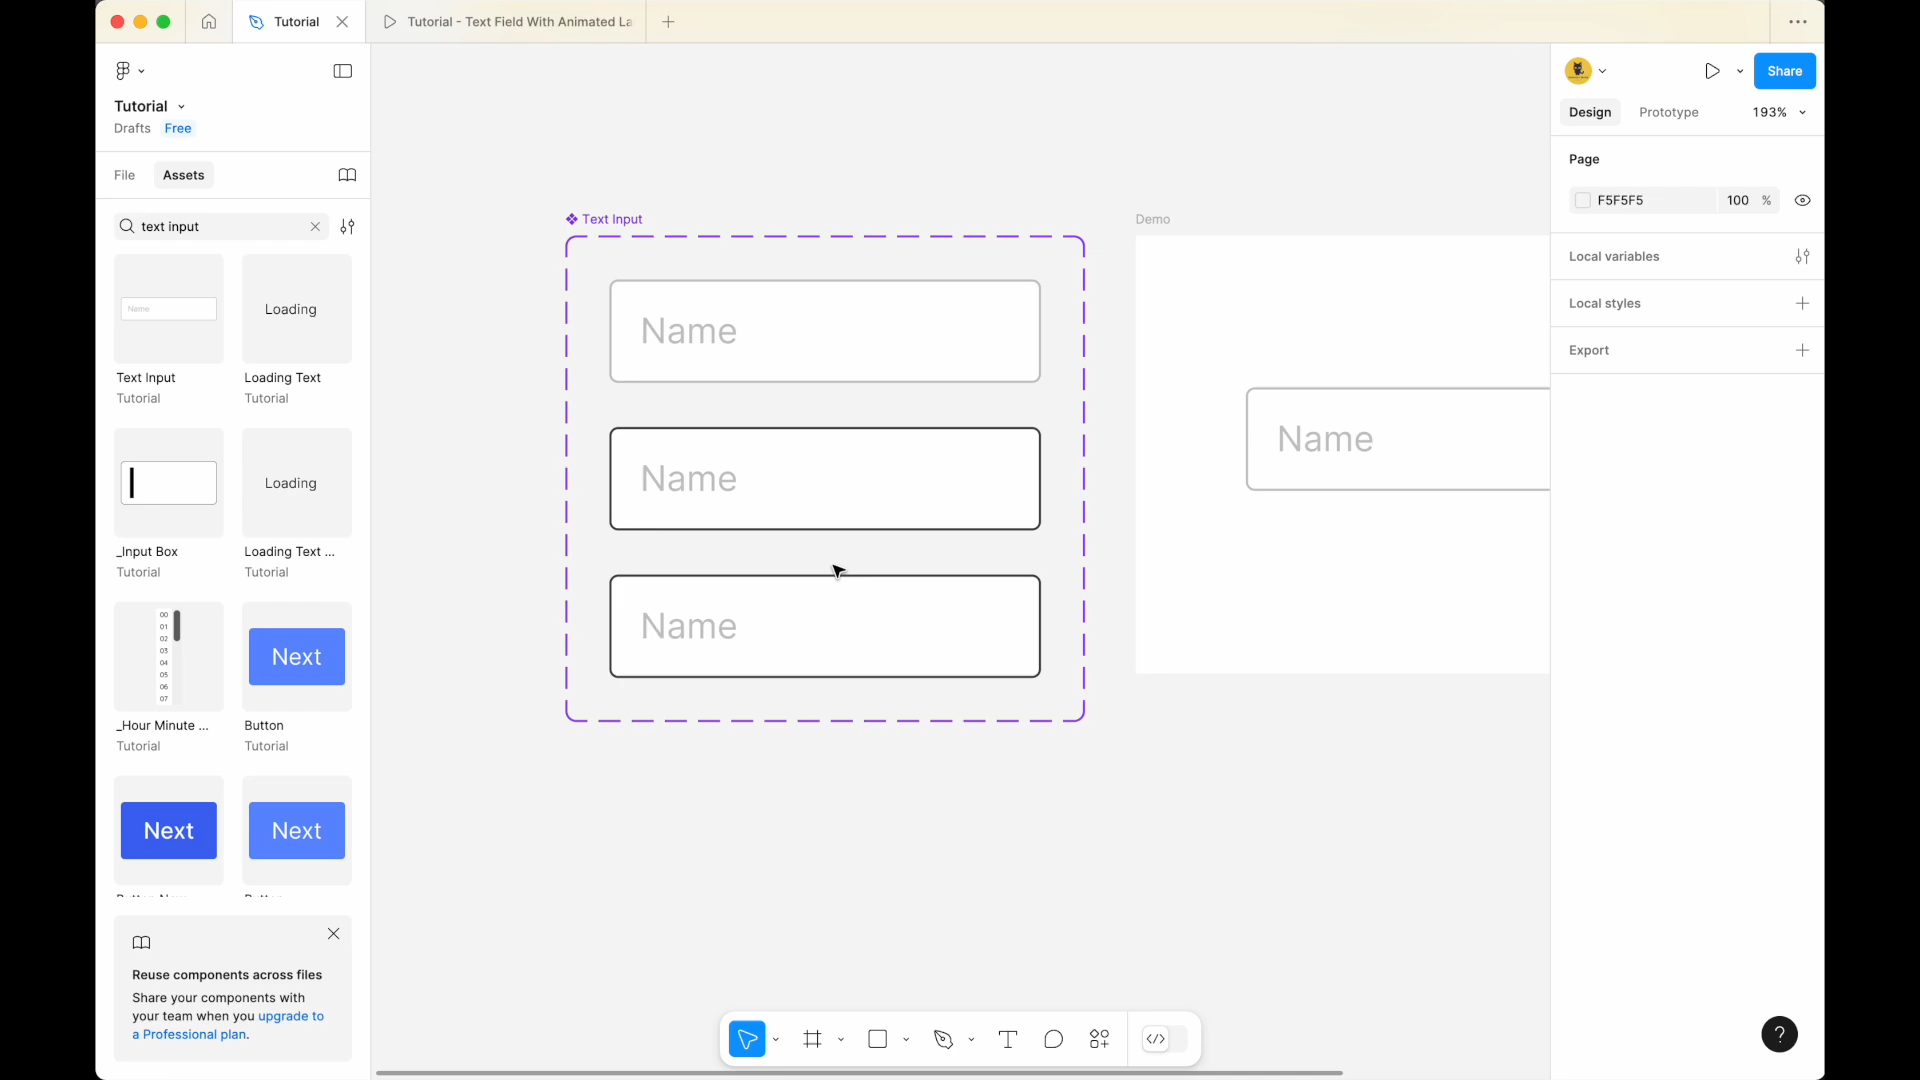 Tutorial
Tutorial - Text Field With Animated La
Tutorial
Drafts Free
File Assets
text input
Text Input
Tutorial
Loading
Loading Text
Tutorial
_Input Box
Tutorial
Loading
Loading Text ...
Tutorial
00
01
02
03
04
05
06
07
_Hour Minute ...
Tutorial
Next
Button
Tutorial
Next
Next
Reuse components across files
Share your components with
your team when you upgrade to
a Professional plan.
Text Input
Name
Name
Name
Demo
Name
Share
Design Prototype 193%
Page
F5F5F5 100 %
Local variables
Local styles
Export
Name
?